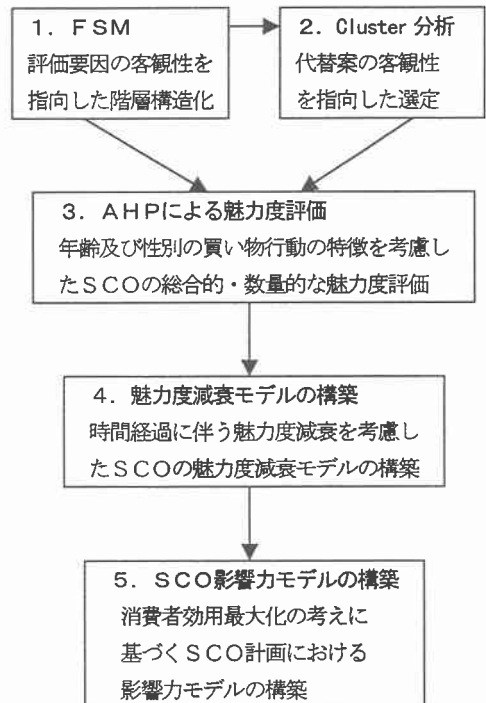 1．FSM
評価要因の客観性を
指向した階層構造化
2．Cluster 分析
代替案の客観性
を指向した選定
3．AHPによる魅力度評価
年齢及び性別の買い物行動の特徴を考慮し
たSCOの総合的・数量的な魅力度評価
4．魅力度減衰モデルの構築
時間経過に伴う魅力度減衰を考慮し
たSCOの魅力度減衰モデルの構築
5．SCO影響力モデルの構築
消費者効用最大化の考えに
基づくSCO計画における
影響力モデルの構築